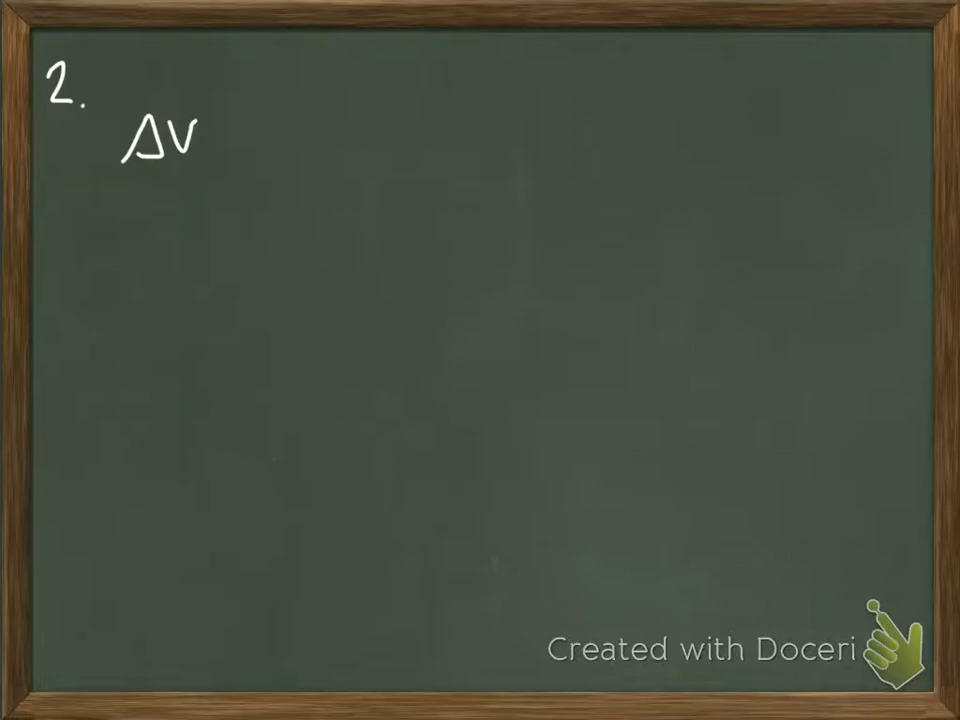 2.
ΔV
Created with Doceri